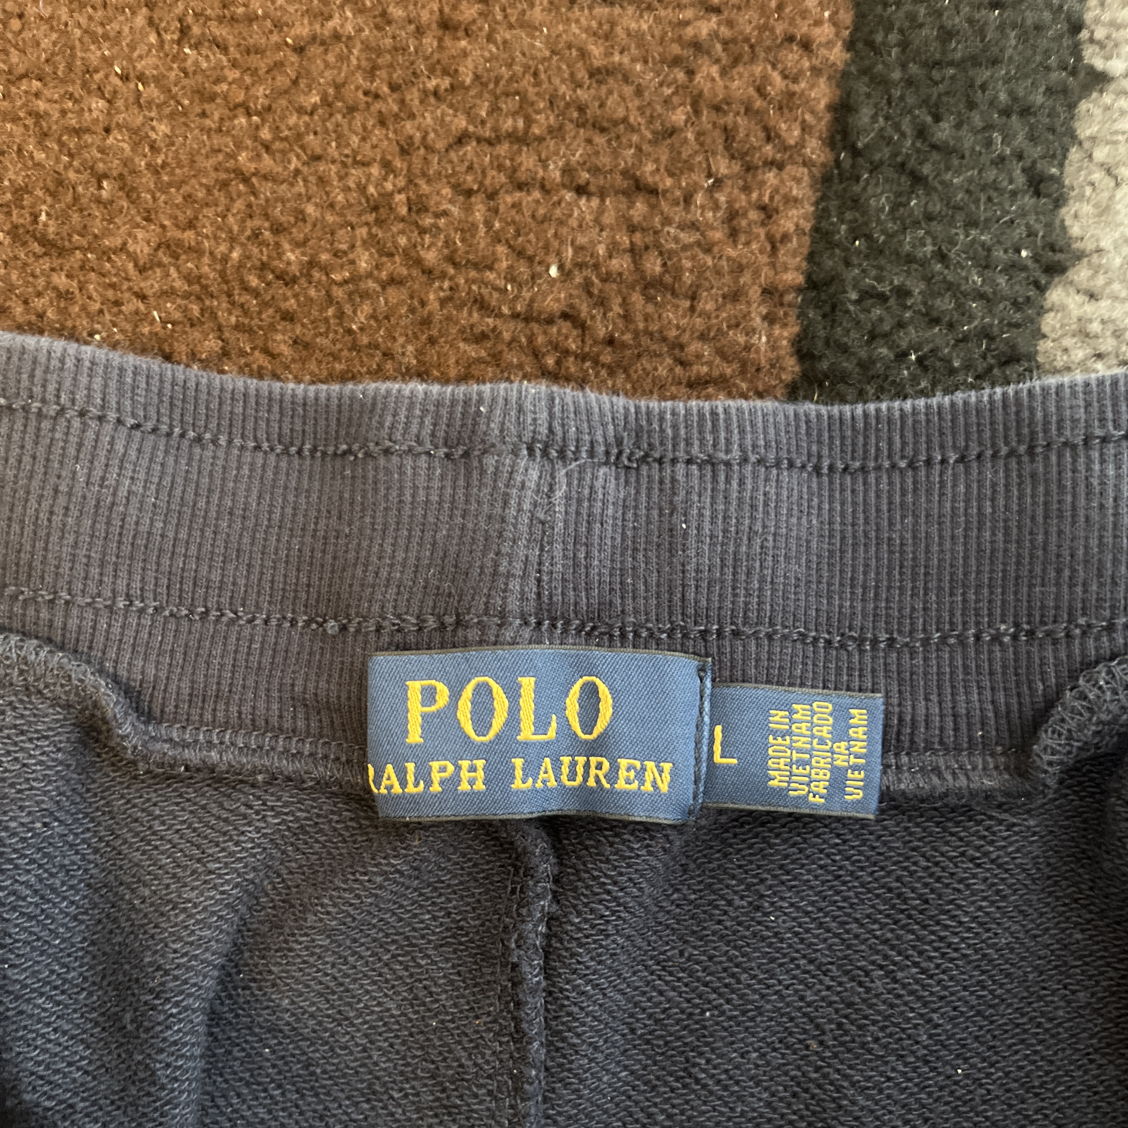 POLO
RALPH LAUREN
L
MADE IN
VIETNAM
FABRICADO
NA
VIETNAM